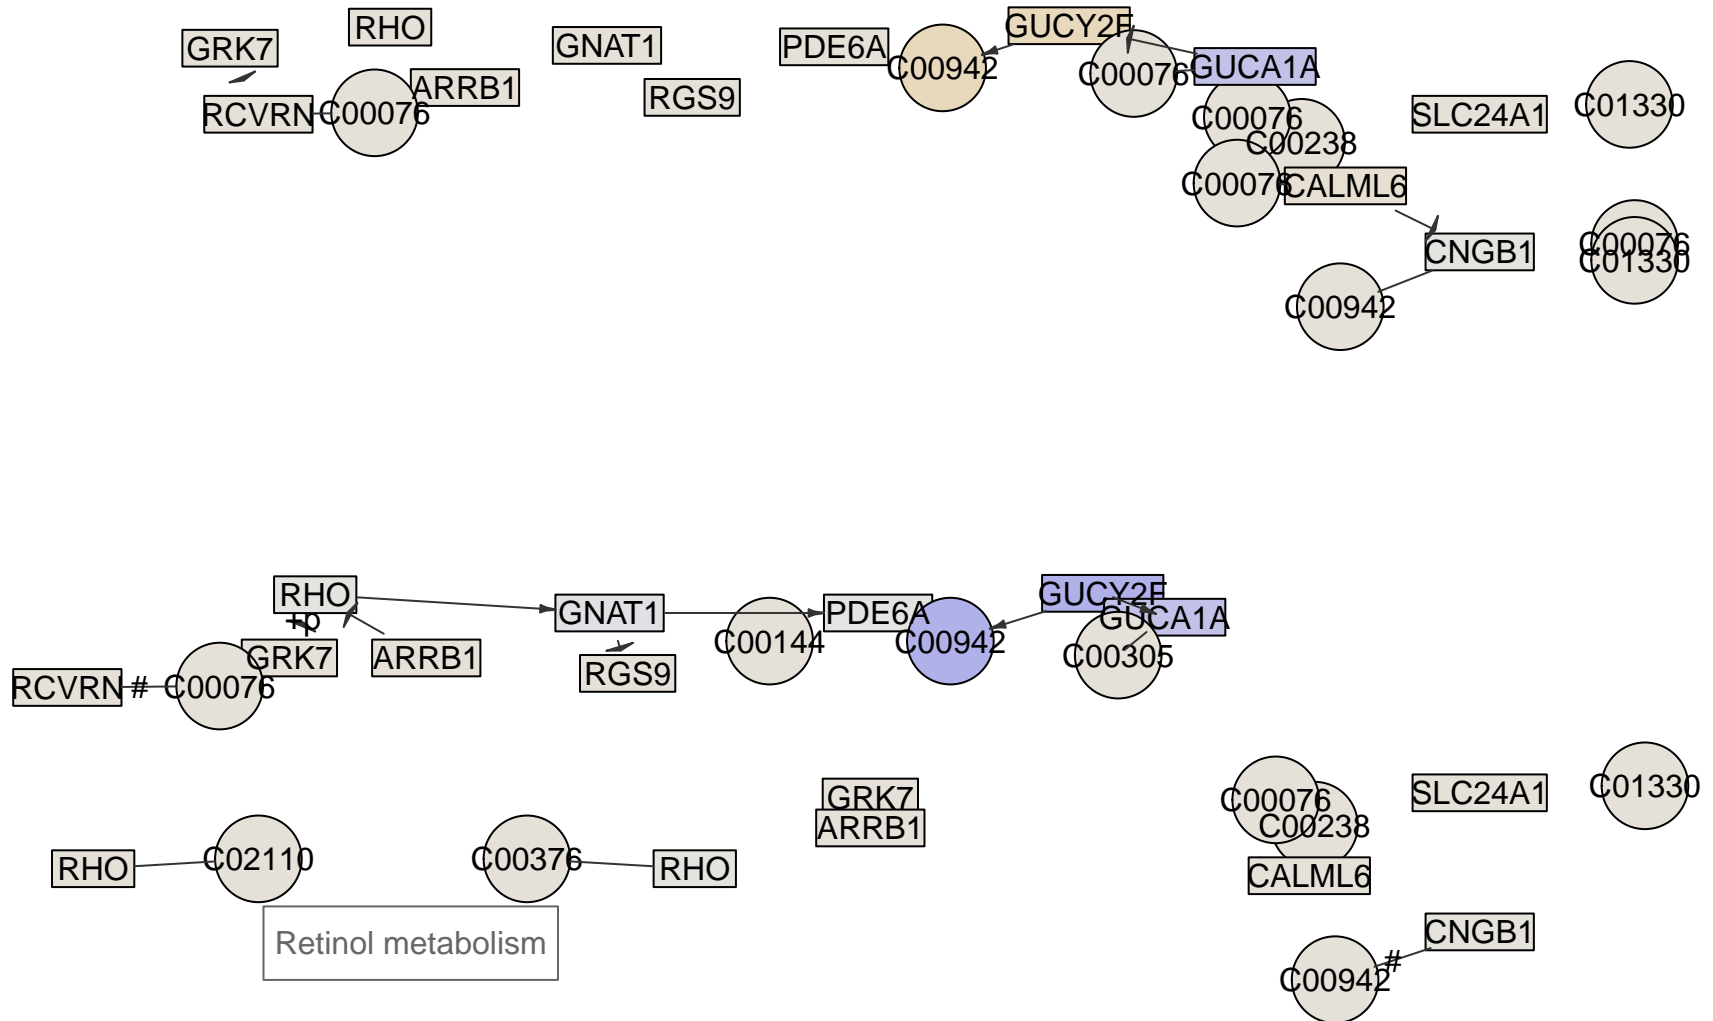 RHO
GRK7
GNAT1
PDE6A
GUCY2F
C00942
C00076
GUCA1A
ARRB1
RGS9
RCVRN
C00076
C00076
C00238
SLC24A1
C01330
C00076
CALML6
CNGB1
C00076
C01330
C00942
RHO
+p
GNAT1
PDE6A
GUCY2F
GUCA1A
C00144
C00942
C00305
GRK7
ARRB1
RGS9
RCVRN
#
C00076
GRK7
ARRB1
C00076
C00238
SLC24A1
C01330
RHO
C02110
C00376
RHO
CALML6
Retinol metabolism
CNGB1
#
C00942